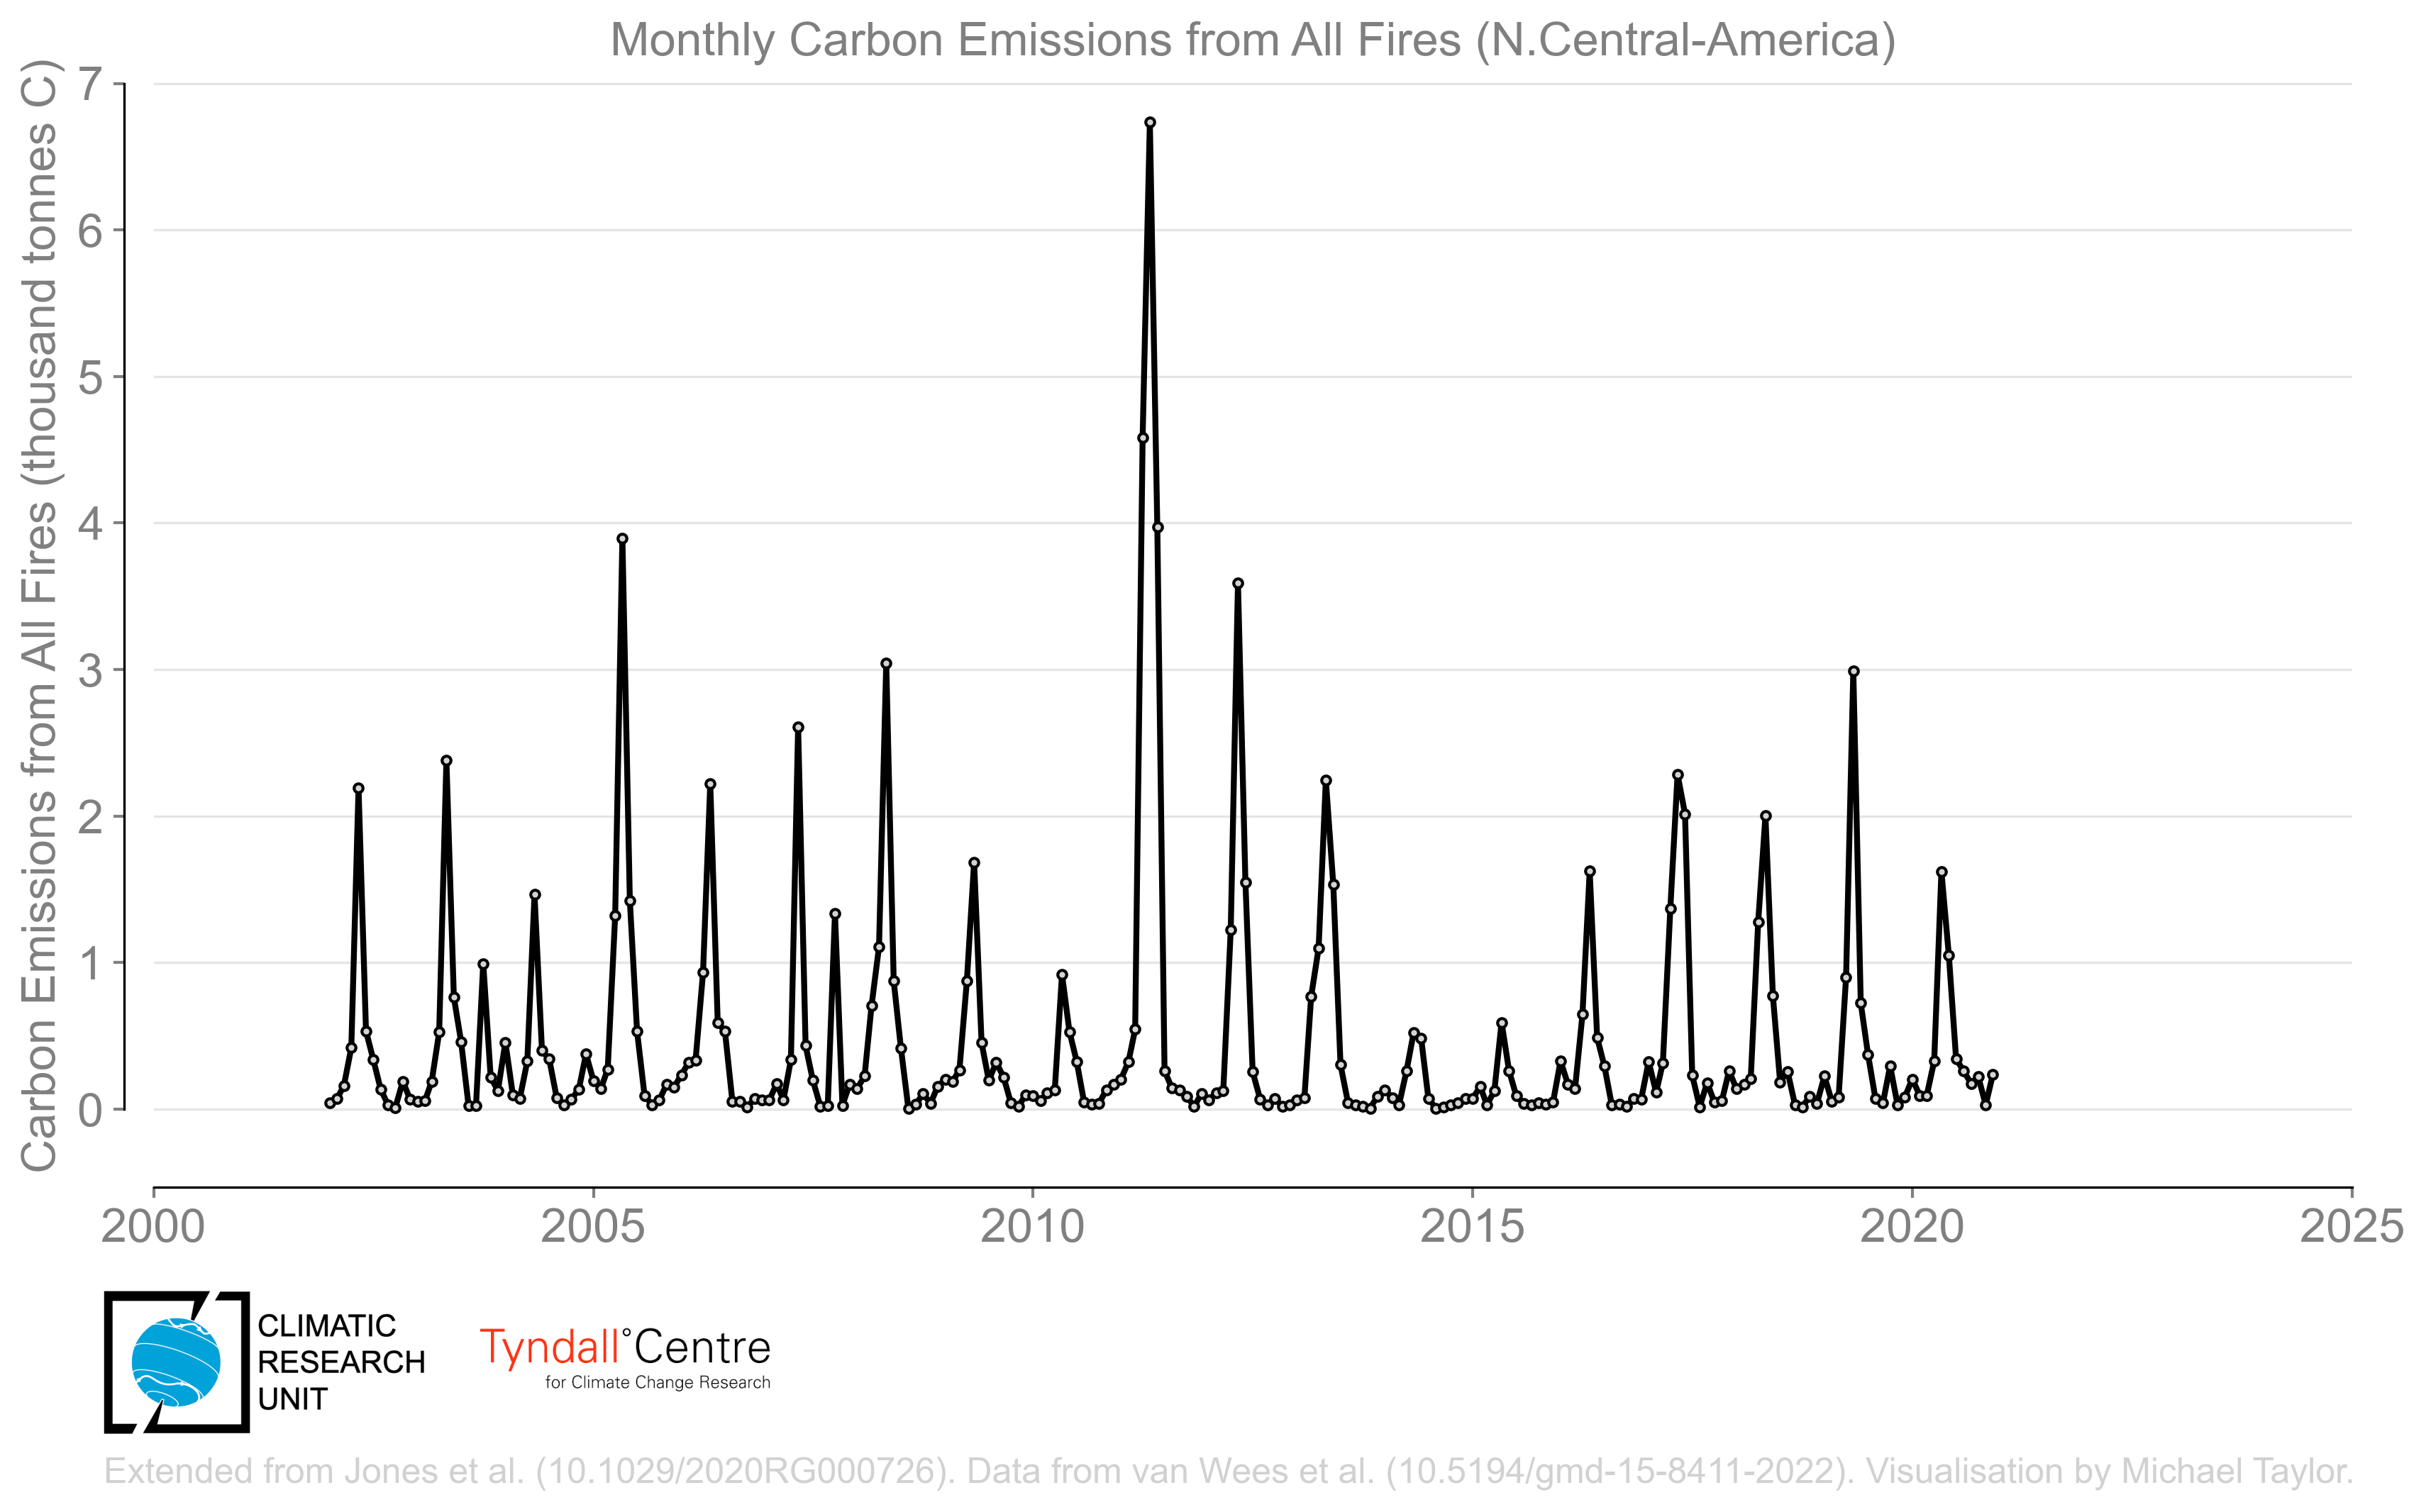 Monthly Carbon Emissions from All Fires (N.Central-America)
Carbon Emissions from All Fires (thousand tonnes C)
7
6
5
4
3
2
1
0
2000 2005 2010 2015 2020 2025
CLIMATIC
RESEARCH
UNIT
Tyndall°Centre
for Climate Change Research
Extended from Jones et al. (10.1029/2020RG000726). Data from van Wees et al. (10.5194/gmd-15-8411-2022). Visualisation by Michael Taylor.